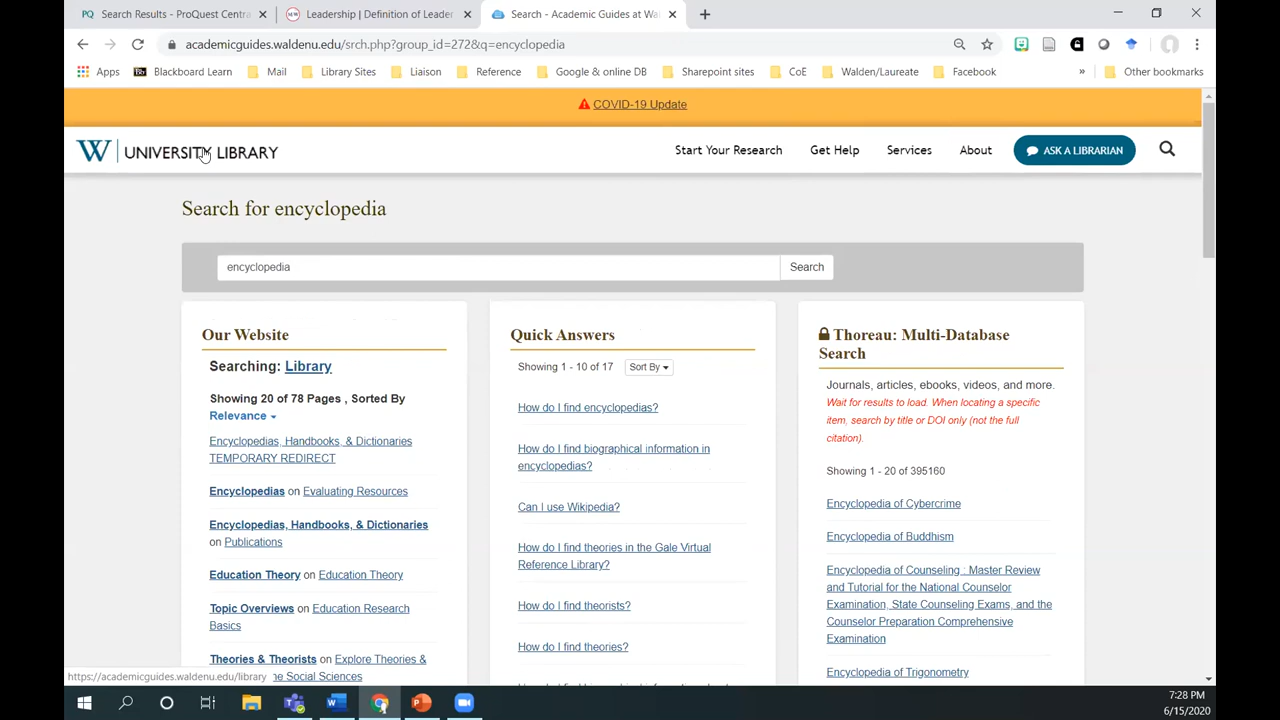 Search Results - ProQuest Centra
Leadership | Definition of Leader
Search - Academic Guides at Wal
academicguides.waldenu.edu/srch.php?group_id=272&q=encyclopedia
Apps
Blackboard Learn
Mail
Library Sites
Liaison
Reference
Google & online DB
Sharepoint sites
CoE
Walden/Laureate
Facebook
»
Other bookmarks
COVID-19 Update
W UNIVERSITY LIBRARY
Start Your Research
Get Help
Services
About
ASK A LIBRARIAN
Search for encyclopedia
encyclopedia
Search
Our Website
Searching: Library
Showing 20 of 78 Pages , Sorted By
Relevance
Encyclopedias, Handbooks, & Dictionaries
TEMPORARY REDIRECT
Encyclopedias on Evaluating Resources
Encyclopedias, Handbooks, & Dictionaries
on Publications
Education Theory on Education Theory
Topic Overviews on Education Research
Basics
Theories & Theorists on Explore Theories &
he Social Sciences
Quick Answers
Showing 1 - 10 of 17 Sort By
How do I find encyclopedias?
How do I find biographical information in
encyclopedias?
Can I use Wikipedia?
How do I find theories in the Gale Virtual
Reference Library?
How do I find theorists?
How do I find theories?
Thoreau: Multi-Database
Search
Journals, articles, ebooks, videos, and more.
Wait for results to load. When locating a specific
item, search by title or DOI only (not the full
citation).
Showing 1 - 20 of 395160
Encyclopedia of Cybercrime
Encyclopedia of Buddhism
Encyclopedia of Counseling : Master Review
and Tutorial for the National Counselor
Examination, State Counseling Exams, and the
Counselor Preparation Comprehensive
Examination
Encyclopedia of Trigonometry
https://academicguides.waldenu.edu/library
7:28 PM
6/15/2020